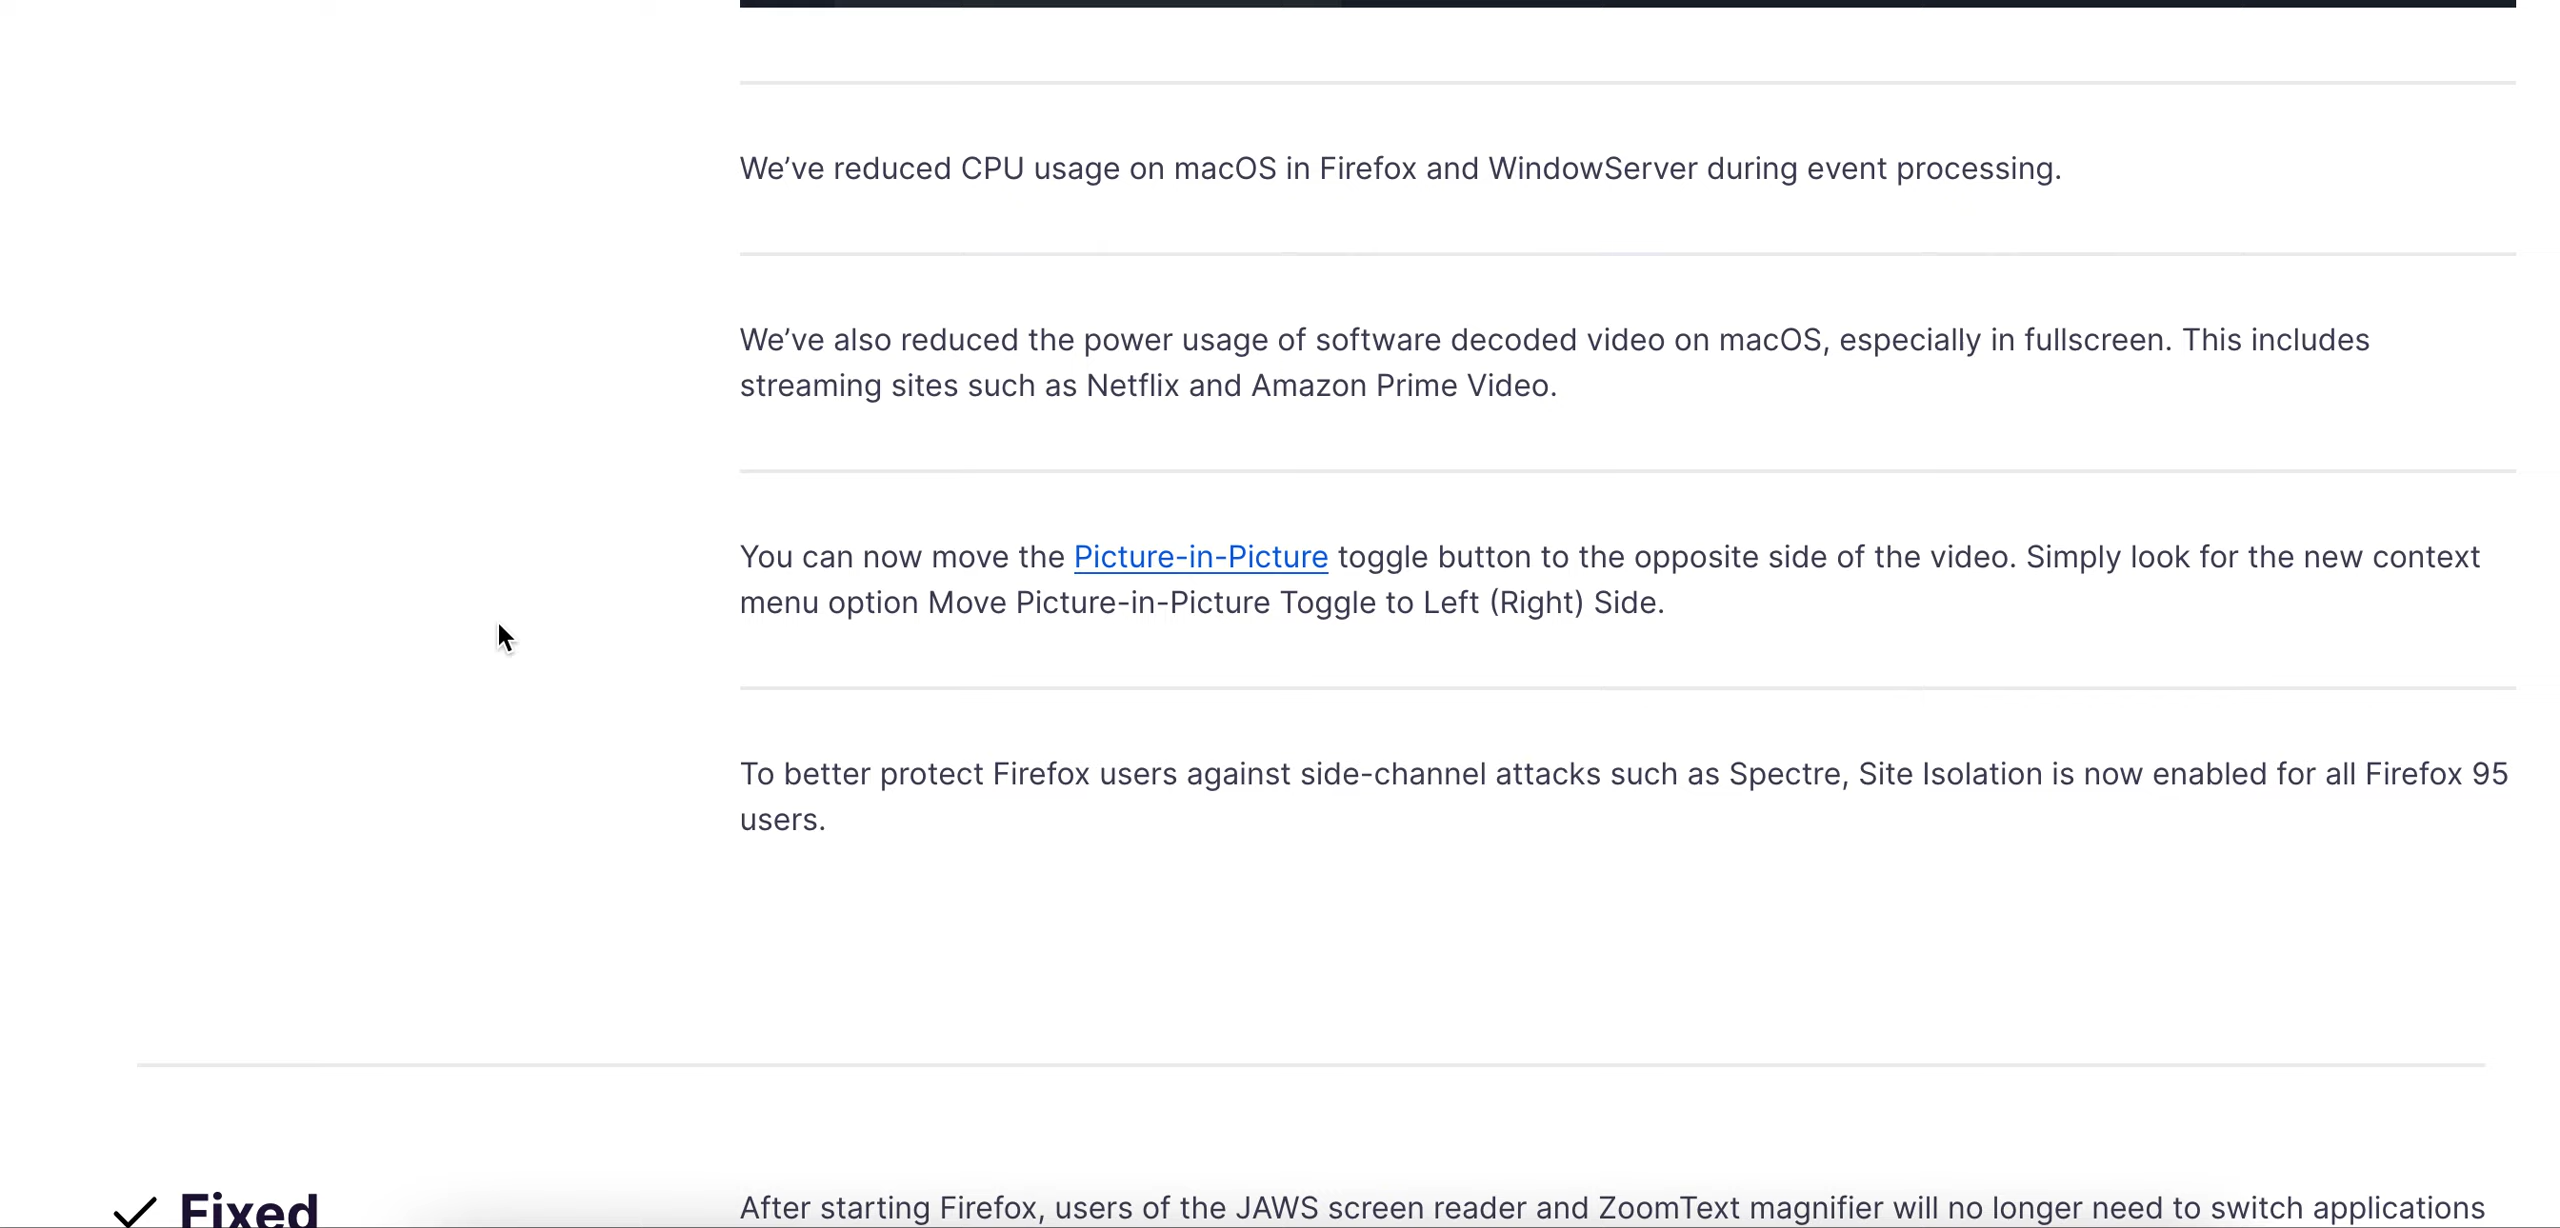 We’ve reduced CPU usage on macOS in Firefox and WindowServer during event processing.
We’ve also reduced the power usage of software decoded video on macOS, especially in fullscreen. This includes
streaming sites such as Netflix and Amazon Prime Video.
You can now move the Picture-in-Picture toggle button to the opposite side of the video. Simply look for the new context
menu option Move Picture-in-Picture Toggle to Left (Right) Side.
To better protect Firefox users against side-channel attacks such as Spectre, Site Isolation is now enabled for all Firefox 95
users.
Fixed
After starting Firefox, users of the JAWS screen reader and ZoomText magnifier will no longer need to switch applications